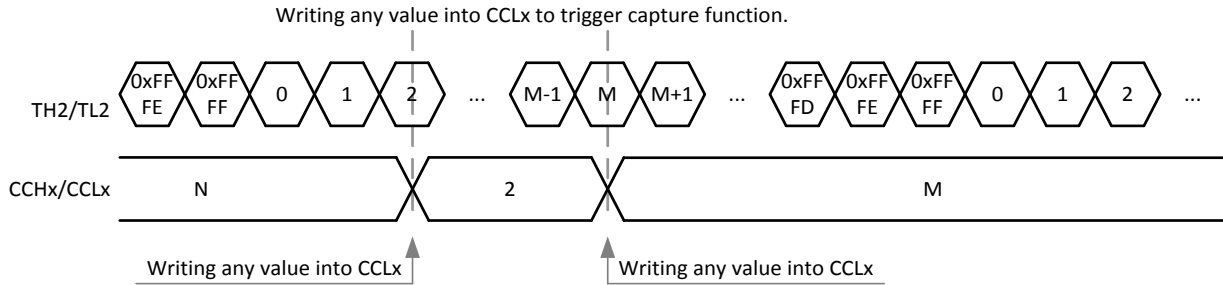 Writing any value into CCLx to trigger capture function.
TH2/TL2
0xFF
FE
0xFF
FF
0
1
2
...
M-1
M
M+1
...
0xFF
FD
0xFF
FE
0xFF
FF
0
1
2
...
CCHx/CCLx
N
2
M
Writing any value into CCLx
Writing any value into CCLx